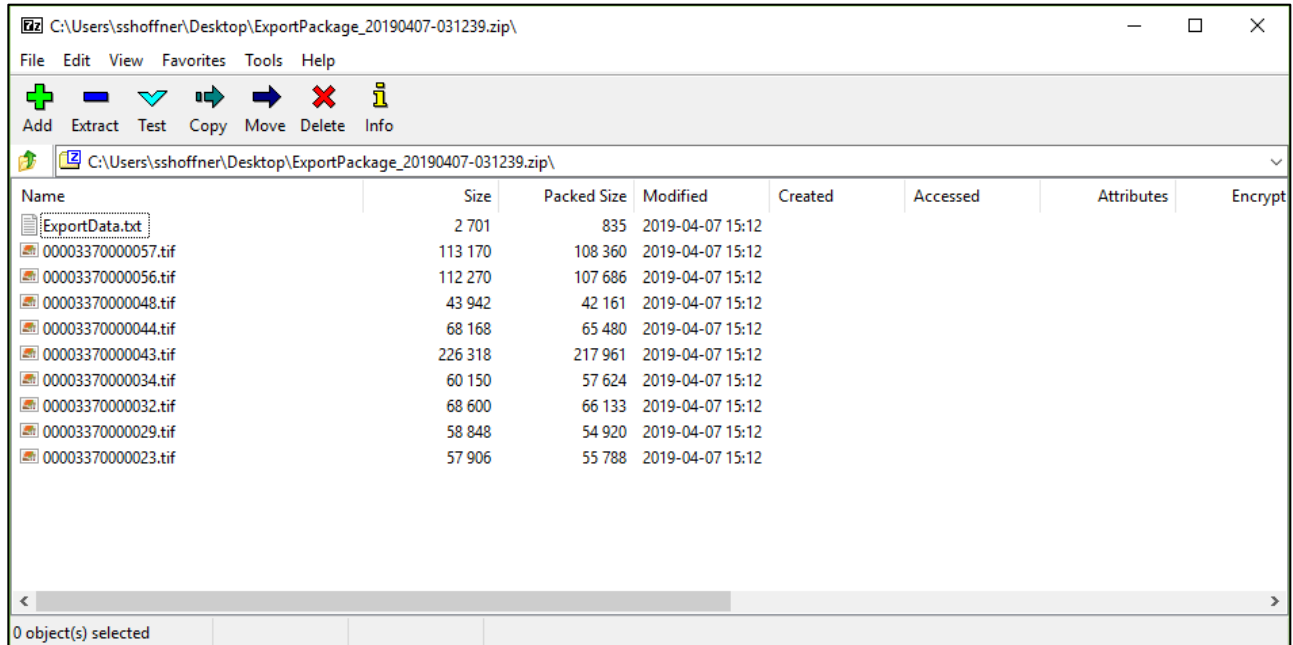 C:\Users\sshoffner\Desktop\ExportPackage_20190407-031239.zip\
File Edit View Favorites Tools Help
Add Extract Test Copy Move Delete Info
C:\Users\sshoffner\Desktop\ExportPackage_20190407-031239.zip\
Name Size Packed Size Modified Created Accessed Attributes Encrypt
ExportData.txt 2 701 835 2019-04-07 15:12
00003370000057.tif 113 170 108 360 2019-04-07 15:12
00003370000056.tif 112 270 107 686 2019-04-07 15:12
00003370000048.tif 43 942 42 161 2019-04-07 15:12
00003370000044.tif 68 168 65 480 2019-04-07 15:12
00003370000043.tif 226 318 217 961 2019-04-07 15:12
00003370000034.tif 60 150 57 624 2019-04-07 15:12
00003370000032.tif 68 600 66 133 2019-04-07 15:12
00003370000029.tif 58 848 54 920 2019-04-07 15:12
00003370000023.tif 57 906 55 788 2019-04-07 15:12
0 object(s) selected